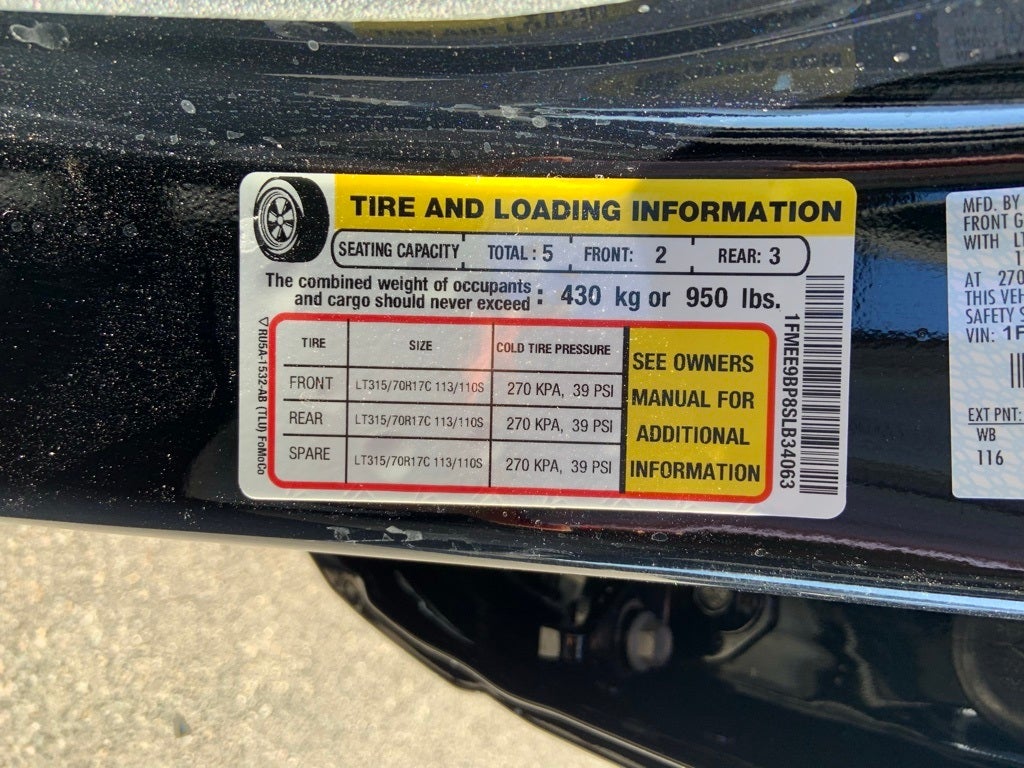 TIRE AND LOADING INFORMATION
SEATING CAPACITY TOTAL : 5 FRONT: 2 REAR: 3
The combined weight of occupants
and cargo should never exceed : 430 kg or 950 lbs.
TIRE SIZE COLD TIRE PRESSURE
FRONT LT315/70R17C 113/110S 270 KPA, 39 PSI
REAR LT315/70R17C 113/110S 270 KPA, 39 PSI
SPARE LT315/70R17C 113/110S 270 KPA, 39 PSI
SEE OWNERS
MANUAL FOR
ADDITIONAL
INFORMATION
▽RU5A-1532-AB (TLU) FoMoCo
1FMEE9BP8SLB34063
MFD. BY
FRONT G
WITH LT
1
AT 270
THIS VEH
SAFETY S
VIN: 1F
EXT PNT:
WB
116